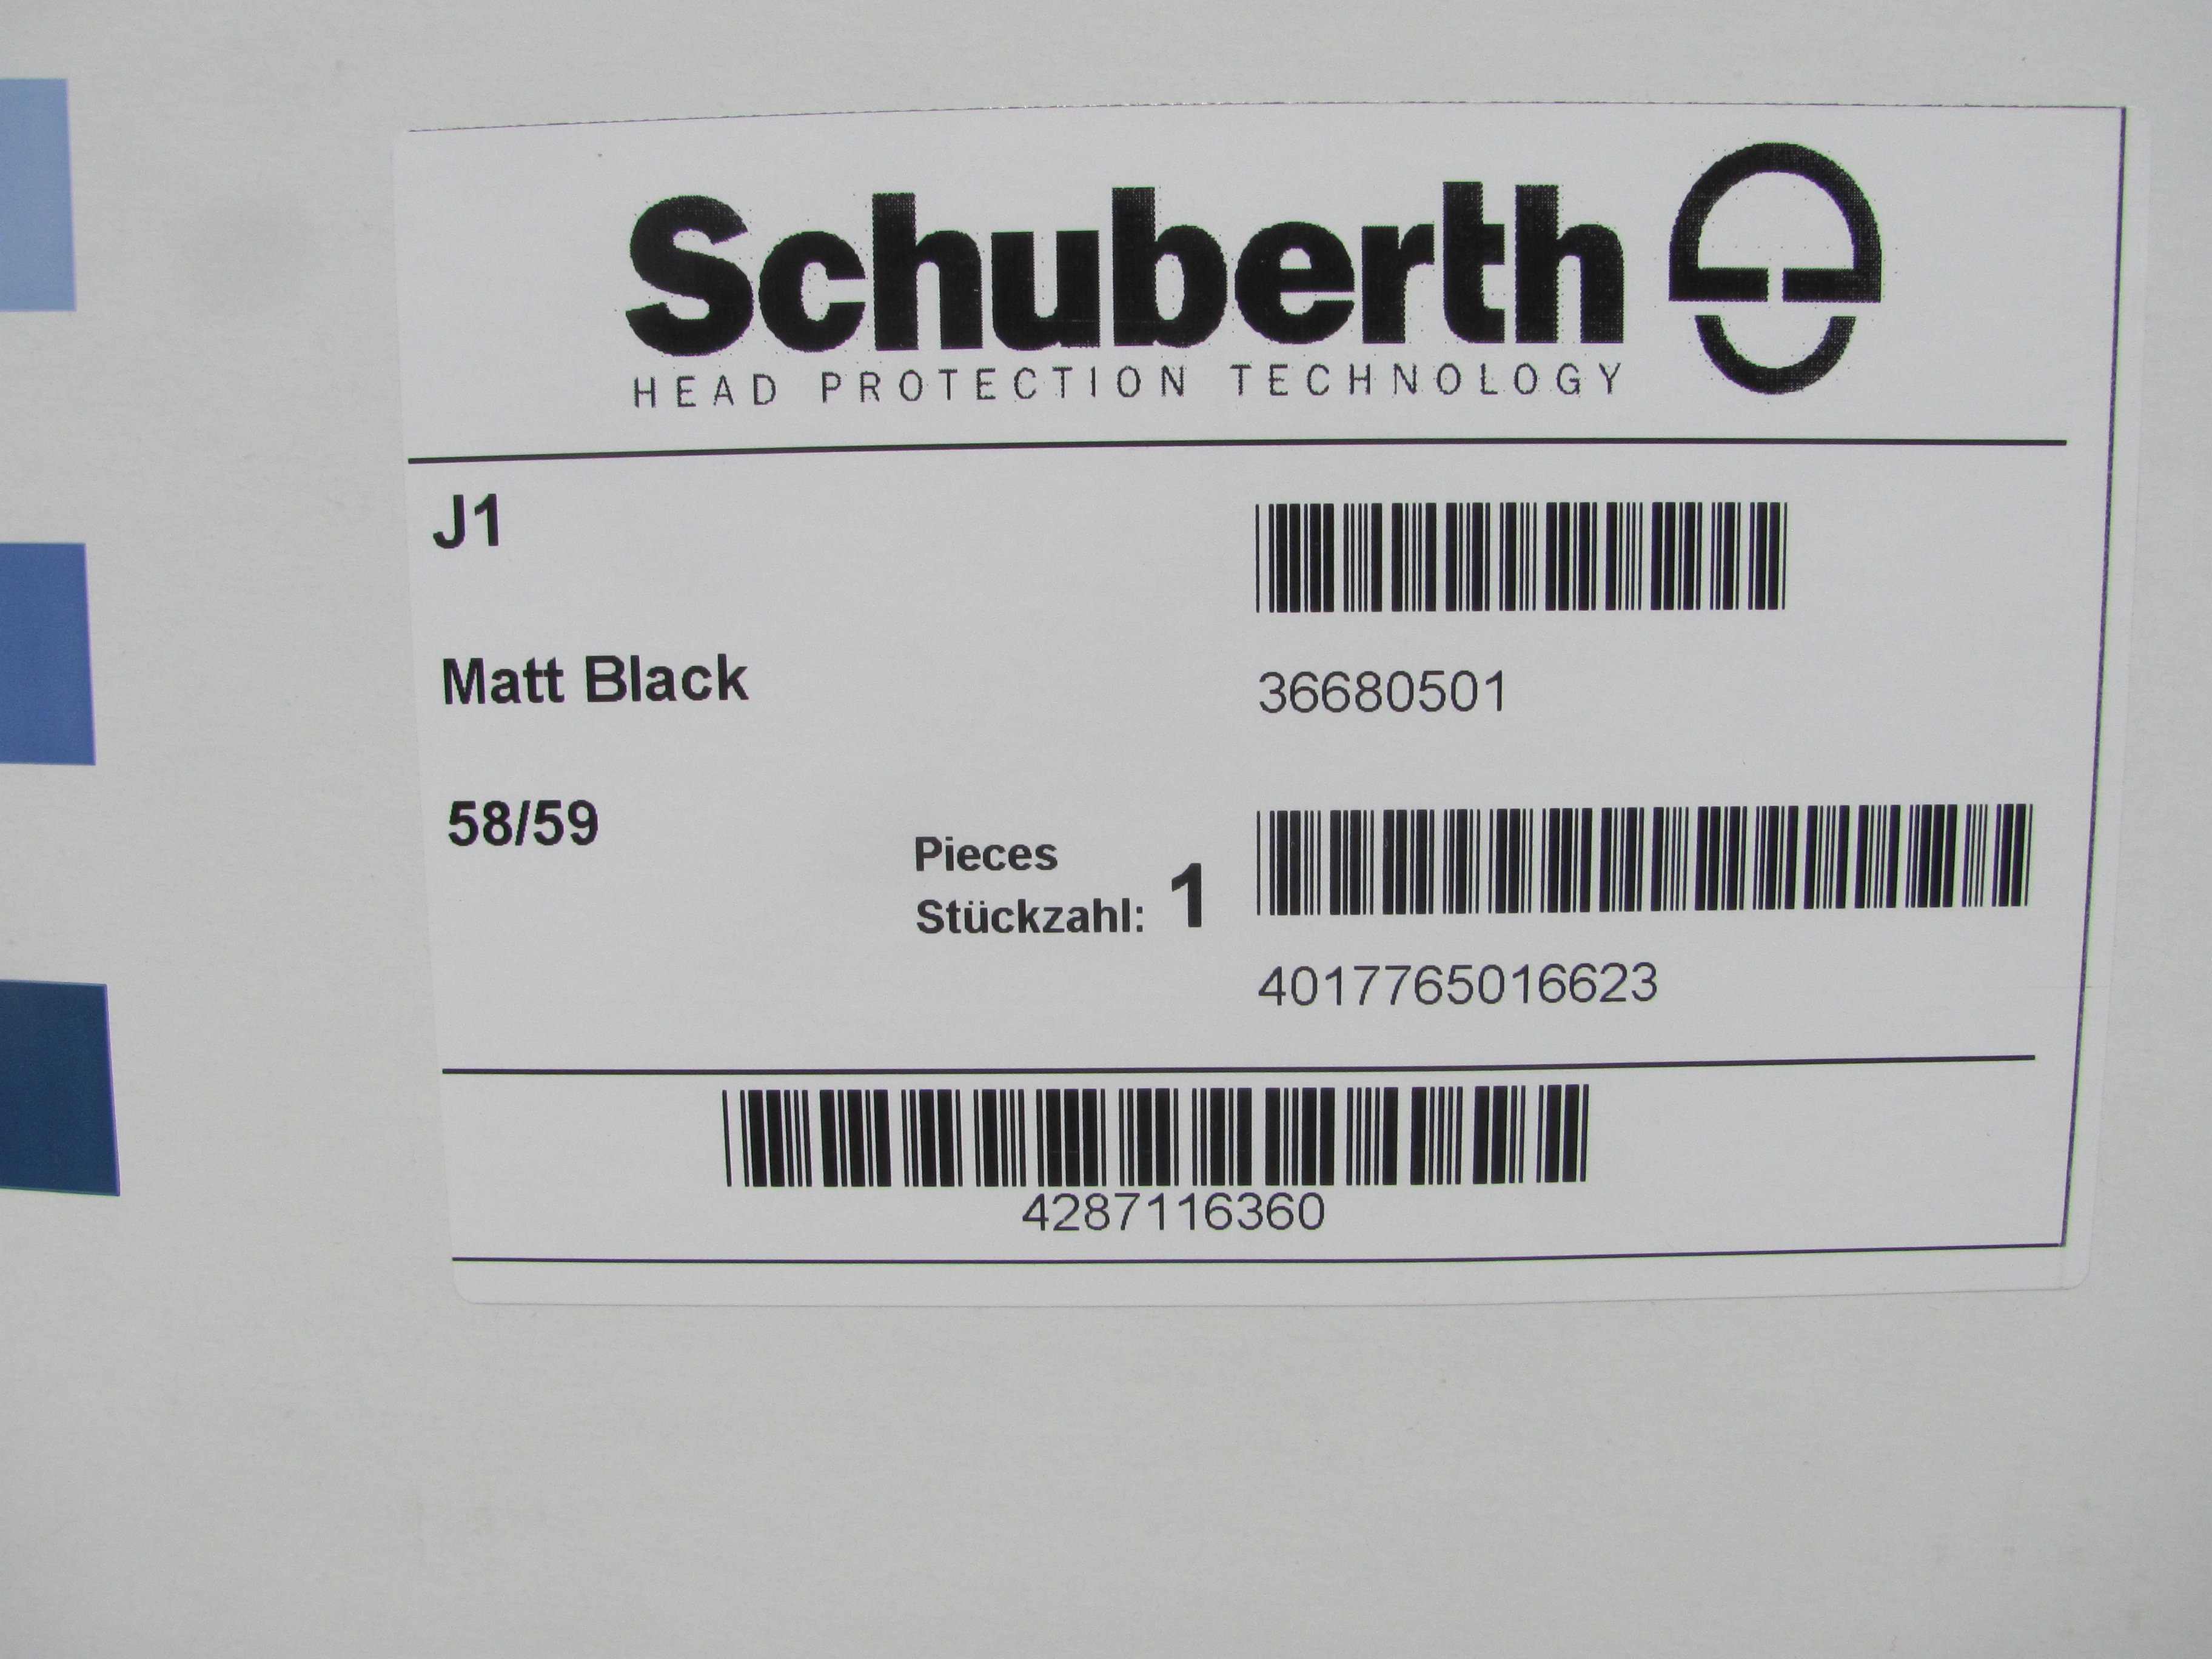 Schuberth
HEAD PROTECTION TECHNOLOGY
J1
Matt Black
36680501
58/59
Pieces
Stückzahl: 1
4017765016623
4287116360